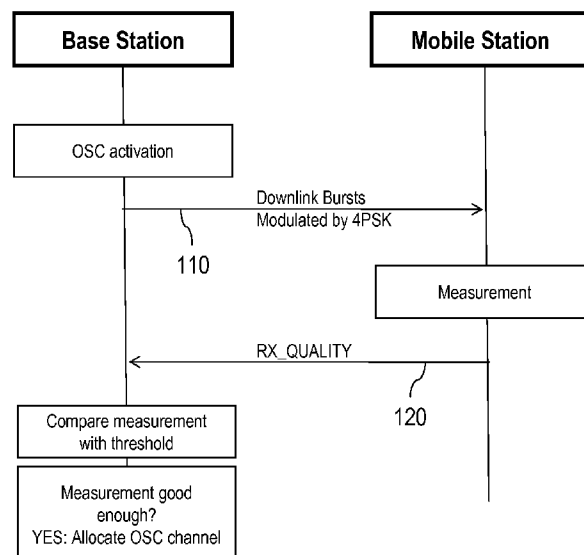 Base Station
Mobile Station
OSC activation
Downlink Bursts
Modulated by 4PSK
110
Measurement
RX_QUALITY
120
Compare measurement
with threshold
Measurement good
enough?
YES: Allocate OSC channel